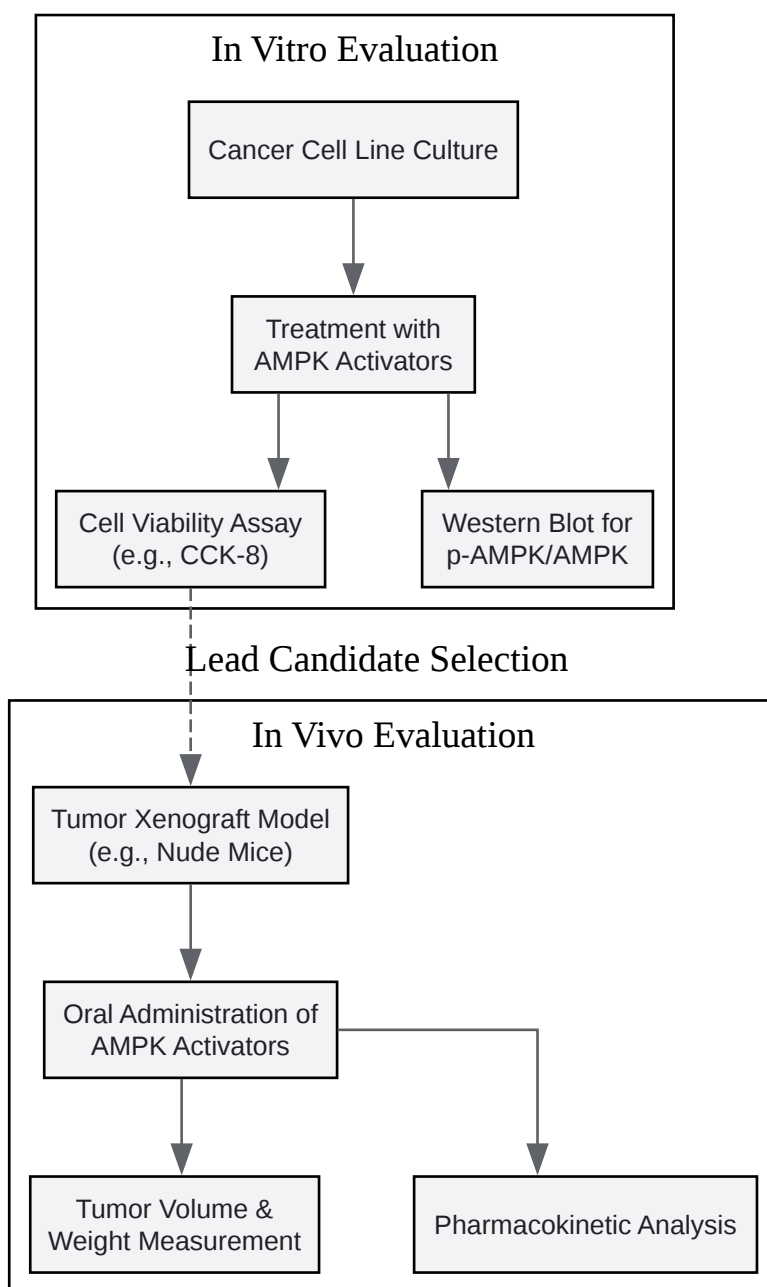 In Vitro Evaluation
Cancer Cell Line Culture
Treatment with
AMPK Activators
Cell Viability Assay
(e.g., CCK-8)
Western Blot for
p-AMPK/AMPK
Lead Candidate Selection
In Vivo Evaluation
Tumor Xenograft Model
(e.g., Nude Mice)
Oral Administration of
AMPK Activators
Tumor Volume &
Weight Measurement
Pharmacokinetic Analysis